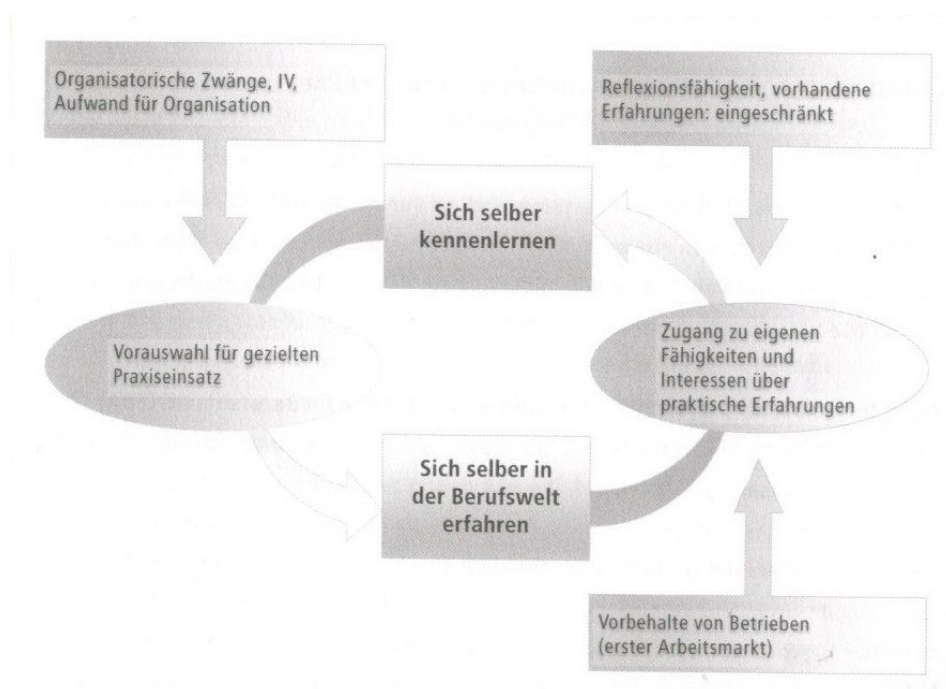 Organisatorische Zwänge, IV,
Aufwand für Organisation
Reflexionsfähigkeit, vorhandene
Erfahrungen: eingeschränkt
Sich selber
kennenlernen
Vorauswahl für gezielten
Praxiseinsatz
Zugang zu eigenen
Fähigkeiten und
Interessen über
praktische Erfahrungen
Sich selber in
der Berufswelt
erfahren
Vorbehalte von Betrieben
(erster Arbeitsmarkt)